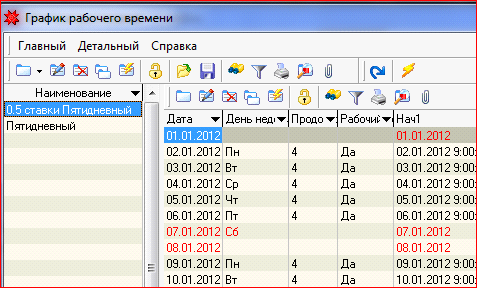 График рабочего времени
Главный Детальный Справка
Наименование
0.5 ставки Пятидневный
Пятидневный
Дата День неде Продо Рабочий Нач1
01.01.2012 01.01.2012
02.01.2012 Пн 4 Да 02.01.2012 9:00:
03.01.2012 Вт 4 Да 03.01.2012 9:00:
04.01.2012 Ср 4 Да 04.01.2012 9:00:
05.01.2012 Чт 4 Да 05.01.2012 9:00:
06.01.2012 Пт 4 Да 06.01.2012 9:00:
07.01.2012 Сб 07.01.2012
08.01.2012 08.01.2012
09.01.2012 Пн 4 Да 09.01.2012 9:00:
10.01.2012 Вт 4 Да 10.01.2012 9:00: